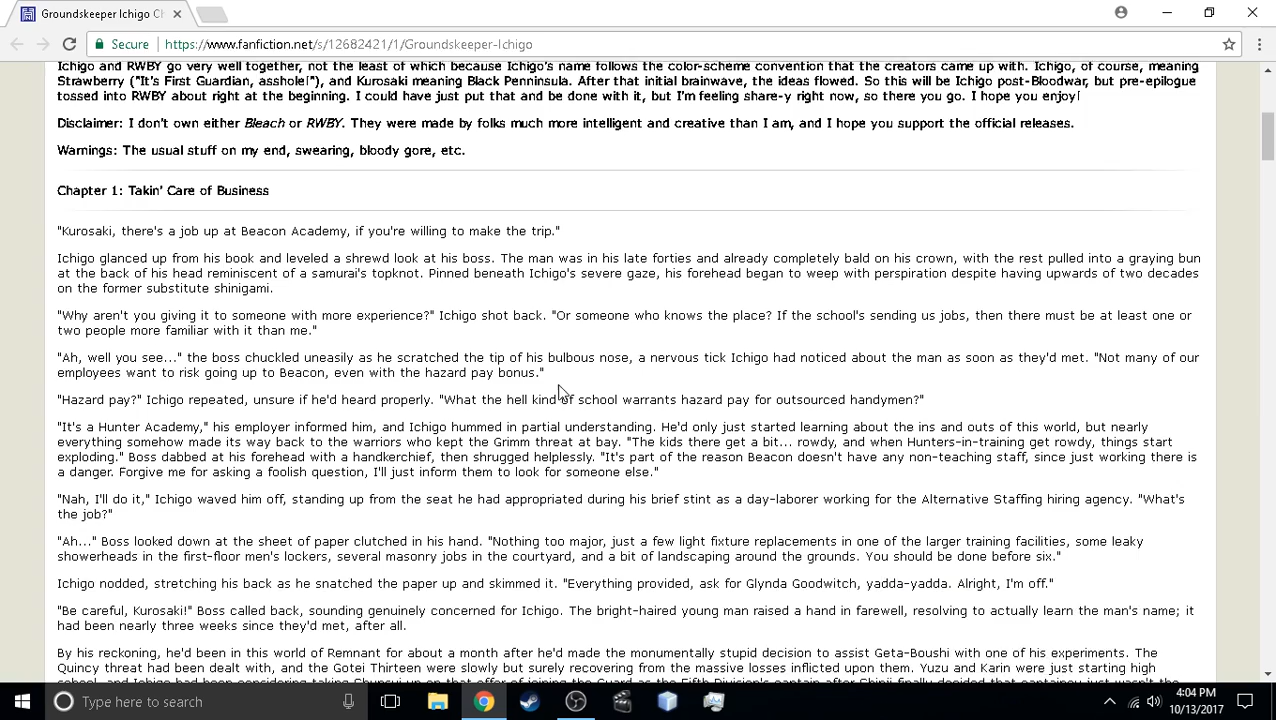 Groundskeeper Ichigo Ch
Secure | https://www.fanfiction.net/s/12682421/1/Groundskeeper-Ichigo
Ichigo and RWBY go very well together, not the least of which because Ichigo's name follows the color-scheme convention that the creators came up with. Ichigo, of course, meaning
Strawberry ("It's First Guardian, asshole!"), and Kurosaki meaning Black Penninsula. After that initial brainwave, the ideas flowed. So this will be Ichigo post-Bloodwar, but pre-epilogue
tossed into RWBY about right at the beginning. I could have just put that and be done with it, but I'm feeling share-y right now, so there you go. I hope you enjoy!
Disclaimer: I don't own either Bleach or RWBY. They were made by folks much more intelligent and creative than I am, and I hope you support the official releases.
Warnings: The usual stuff on my end, swearing, bloody gore, etc.
Chapter 1: Takin' Care of Business
"Kurosaki, there's a job up at Beacon Academy, if you're willing to make the trip."
Ichigo glanced up from his book and leveled a shrewd look at his boss. The man was in his late forties and already completely bald on his crown, with the rest pulled into a graying bun
at the back of his head reminiscent of a samurai's topknot. Pinned beneath Ichigo's severe gaze, his forehead began to weep with perspiration despite having upwards of two decades
on the former substitute shinigami.
"Why aren't you giving it to someone with more experience?" Ichigo shot back. "Or someone who knows the place? If the school's sending us jobs, then there must be at least one or
two people more familiar with it than me."
"Ah, well you see..." the boss chuckled uneasily as he scratched the tip of his bulbous nose, a nervous tick Ichigo had noticed about the man as soon as they'd met. "Not many of our
employees want to risk going up to Beacon, even with the hazard pay bonus."
"Hazard pay?" Ichigo repeated, unsure if he'd heard properly. "What the hell kind of school warrants hazard pay for outsourced handymen?"
"It's a Hunter Academy," his employer informed him, and Ichigo hummed in partial understanding. He'd only just started learning about the ins and outs of this world, but nearly
everything somehow made its way back to the warriors who kept the Grimm threat at bay. "The kids there get a bit... rowdy, and when Hunters-in-training get rowdy, things start
exploding." Boss dabbed at his forehead with a handkerchief, then shrugged helplessly. "It's part of the reason Beacon doesn't have any non-teaching staff, since just working there is
a danger. Forgive me for asking a foolish question, I'll just inform them to look for someone else."
"Nah, I'll do it," Ichigo waved him off, standing up from the seat he had appropriated during his brief stint as a day-laborer working for the Alternative Staffing hiring agency. "What's
the job?"
"Ah..." Boss looked down at the sheet of paper clutched in his hand. "Nothing too major, just a few light fixture replacements in one of the larger training facilities, some leaky
showerheads in the first-floor men's lockers, several masonry jobs in the courtyard, and a bit of landscaping around the grounds. You should be done before six."
Ichigo nodded, stretching his back as he snatched the paper up and skimmed it. "Everything provided, ask for Glynda Goodwitch, yadda-yadda. Alright, I'm off."
"Be careful, Kurosaki!" Boss called back, sounding genuinely concerned for Ichigo. The bright-haired young man raised a hand in farewell, resolving to actually learn the man's name; it
had been nearly three weeks since they'd met, after all.
By his reckoning, he'd been in this world of Remnant for about a month after he'd made the monumentally stupid decision to assist Geta-Boushi with one of his experiments. The
Quincy threat had been dealt with, and the Gotei Thirteen were slowly but surely recovering from the massive losses inflicted upon them. Yuzu and Karin were just starting high
school, and Ichigo had been considering taking Shunsui up on that offer of joining the Guard as the Fifth Division's captain after Shinji finally decided that captaincy just wasn't the
Type here to search
4:04 PM
10/13/2017